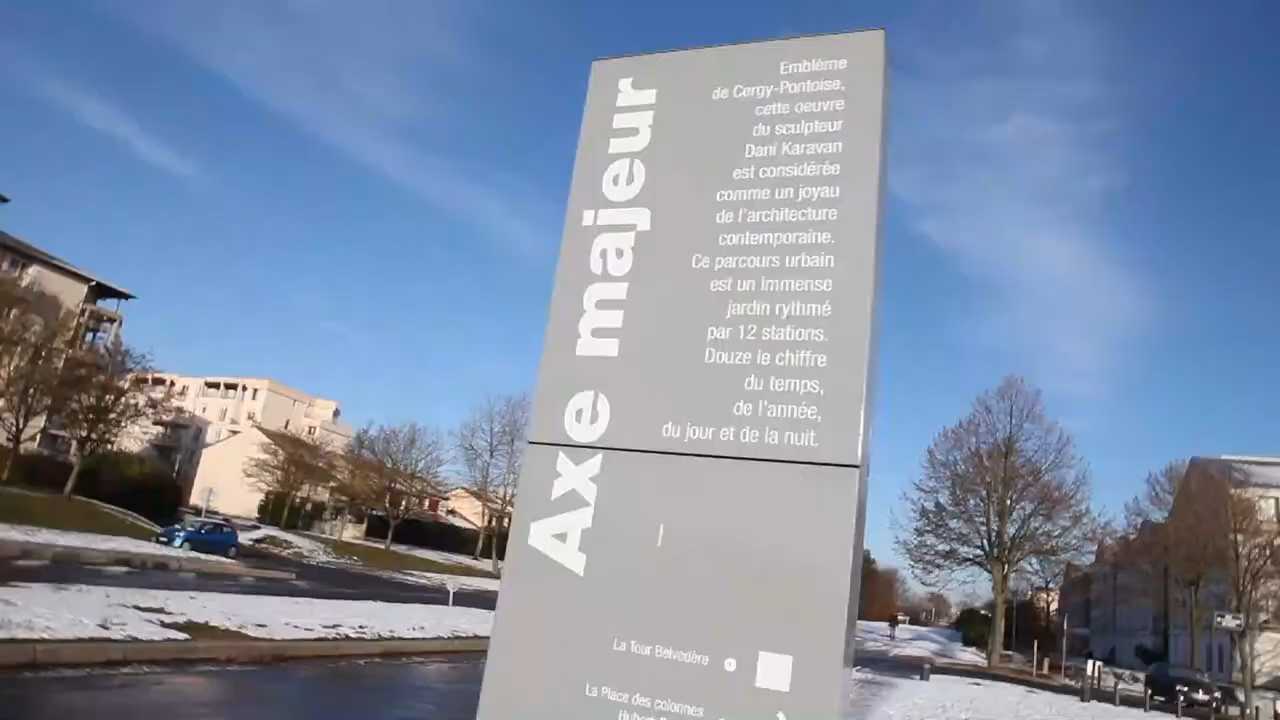 Axe majeur
Emblème
de Cergy-Pontoise,
cette oeuvre
du sculpteur
Dani Karavan
est considérée
comme un joyau
de l'architecture
contemporaine.
Ce parcours urbain
est un immense
jardin rythmé
par 12 stations.
Douze le chiffre
du temps,
de l'année,
du jour et de la nuit.
La Tour Belvedère
La Place des colonnes